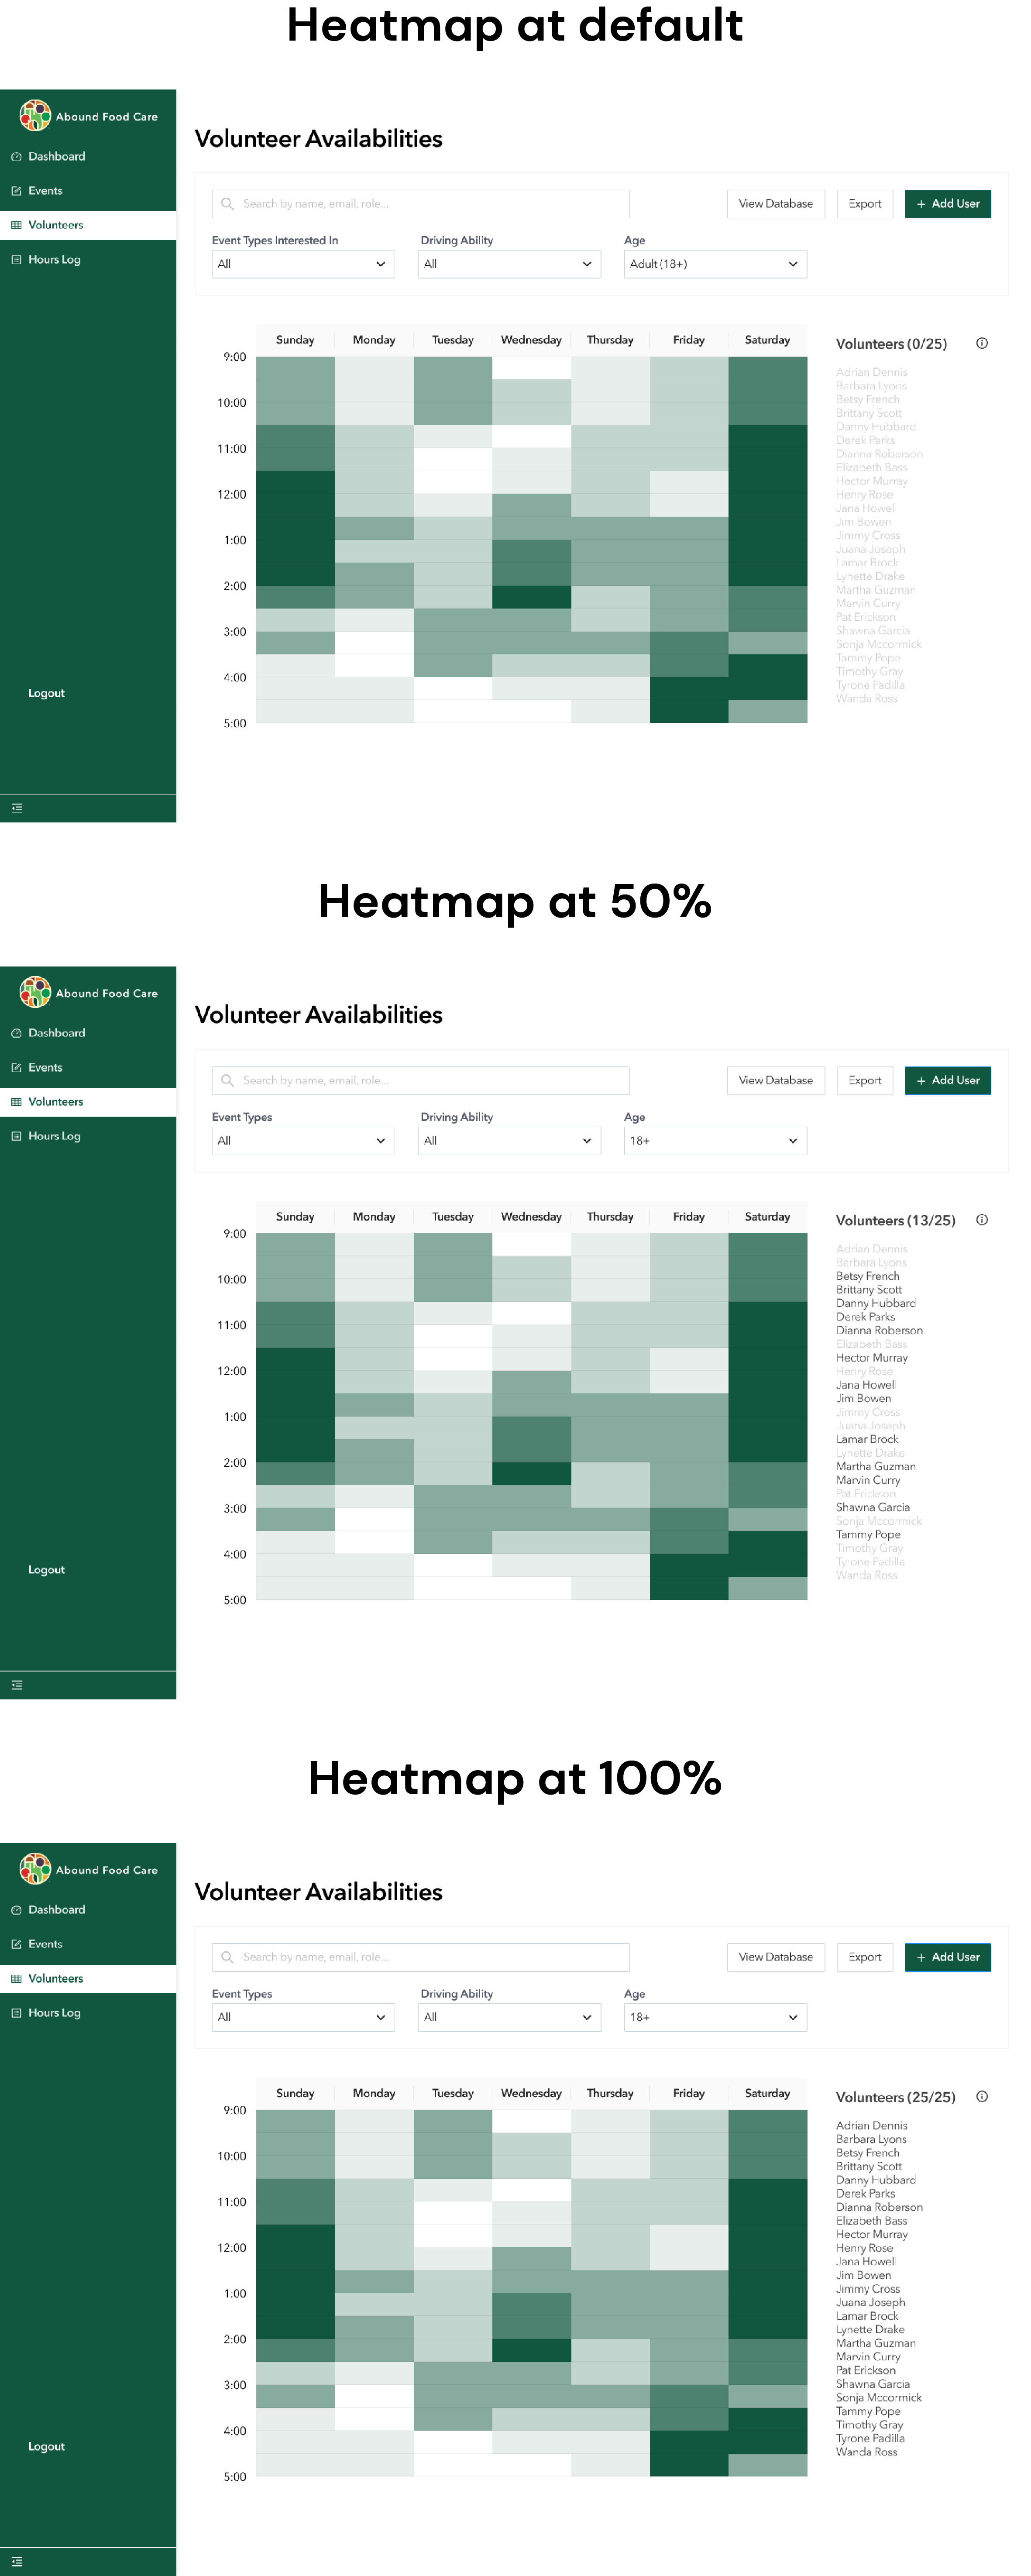 Heatmap at default
Abound Food Care
Dashboard
Events
Volunteers
Hours Log
Logout
Volunteer Availabilities
Search by name, email, role...
View Database
Export
+ Add User
Event Types Interested In
Driving Ability
Age
All
All
Adult (18+)
Sunday Monday Tuesday Wednesday Thursday Friday Saturday
9:00
10:00
11:00
12:00
1:00
2:00
3:00
4:00
5:00
Volunteers (0/25)
Adrian Dennis
Barbara Lyons
Betsy French
Brittany Scott
Danny Hubbard
Derek Parks
Dianna Roberson
Elizabeth Bass
Hector Murray
Henry Rose
Jana Howell
Jim Bowen
Jimmy Cross
Juana Joseph
Lamar Brock
Lynette Drake
Martha Guzman
Marvin Curry
Pat Erickson
Shawna Garcia
Sonja Mccormick
Tammy Pope
Timothy Gray
Tyrone Padilla
Wanda Ross
Heatmap at 50%
Abound Food Care
Dashboard
Events
Volunteers
Hours Log
Logout
Volunteer Availabilities
Search by name, email, role...
View Database
Export
+ Add User
Event Types
Driving Ability
Age
All
All
18+
Sunday Monday Tuesday Wednesday Thursday Friday Saturday
9:00
10:00
11:00
12:00
1:00
2:00
3:00
4:00
5:00
Volunteers (13/25)
Adrian Dennis
Barbara Lyons
Betsy French
Brittany Scott
Danny Hubbard
Derek Parks
Dianna Roberson
Elizabeth Bass
Hector Murray
Henry Rose
Jana Howell
Jim Bowen
Jimmy Cross
Juana Joseph
Lamar Brock
Lynette Drake
Martha Guzman
Marvin Curry
Pat Erickson
Shawna Garcia
Sonja Mccormick
Tammy Pope
Timothy Gray
Tyrone Padilla
Wanda Ross
Heatmap at 100%
Abound Food Care
Dashboard
Events
Volunteers
Hours Log
Logout
Volunteer Availabilities
Search by name, email, role...
View Database
Export
+ Add User
Event Types
Driving Ability
Age
All
All
18+
Sunday Monday Tuesday Wednesday Thursday Friday Saturday
9:00
10:00
11:00
12:00
1:00
2:00
3:00
4:00
5:00
Volunteers (25/25)
Adrian Dennis
Barbara Lyons
Betsy French
Brittany Scott
Danny Hubbard
Derek Parks
Dianna Roberson
Elizabeth Bass
Hector Murray
Henry Rose
Jana Howell
Jim Bowen
Jimmy Cross
Juana Joseph
Lamar Brock
Lynette Drake
Martha Guzman
Marvin Curry
Pat Erickson
Shawna Garcia
Sonja Mccormick
Tammy Pope
Timothy Gray
Tyrone Padilla
Wanda Ross